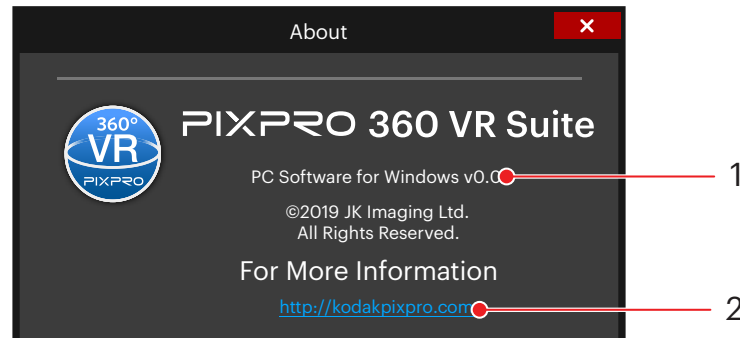 About
360°
VR
PIXPRO
PIXPRO 360 VR Suite
PC Software for Windows v0.0
1
©2019 JK Imaging Ltd.
All Rights Reserved.
For More Information
http://kodakpixpro.com
2